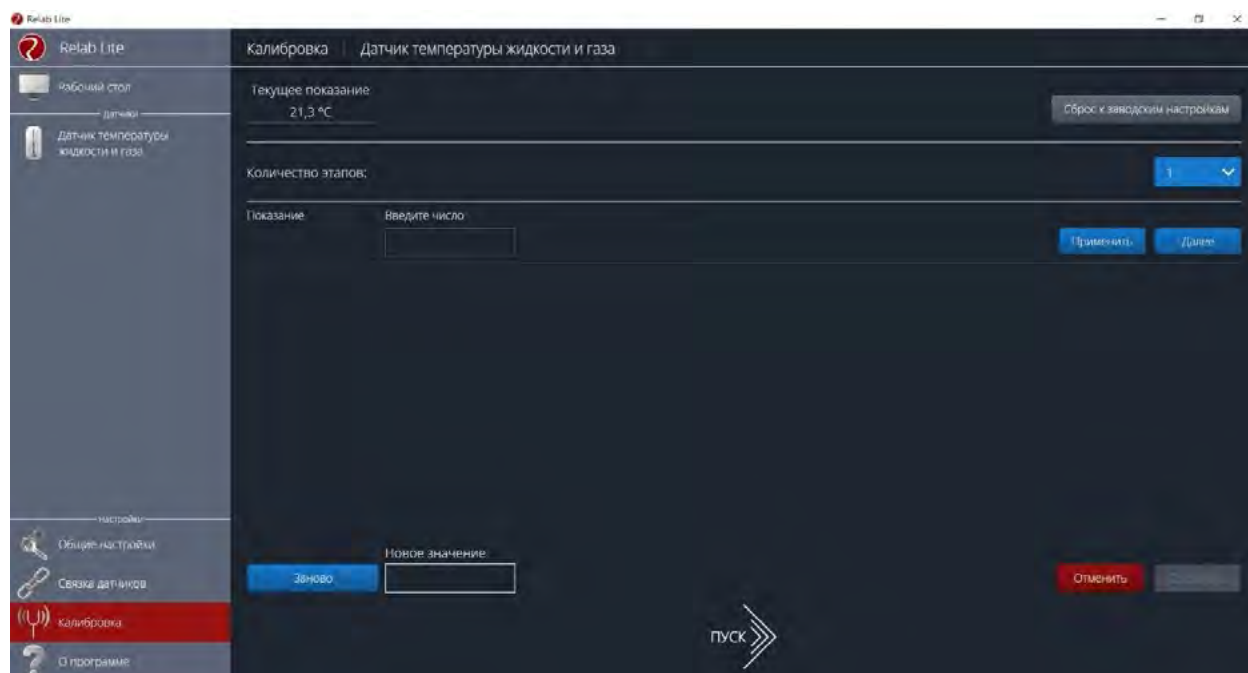 Relab Lite
Relab Lite
Калибровка Датчик температуры жидкости и газа
Рабочий стол
датчики
Датчик температуры
жидкости и газа
Текущее показание
21,3 °C
Сброс к заводским настройкам
Количество этапов:
1
Показание Введите число
Применить Далее
настройки
Общие настройки
Связка датчиков
Калибровка
О программе
Новое значение
Заново
Отменить
ПУСК